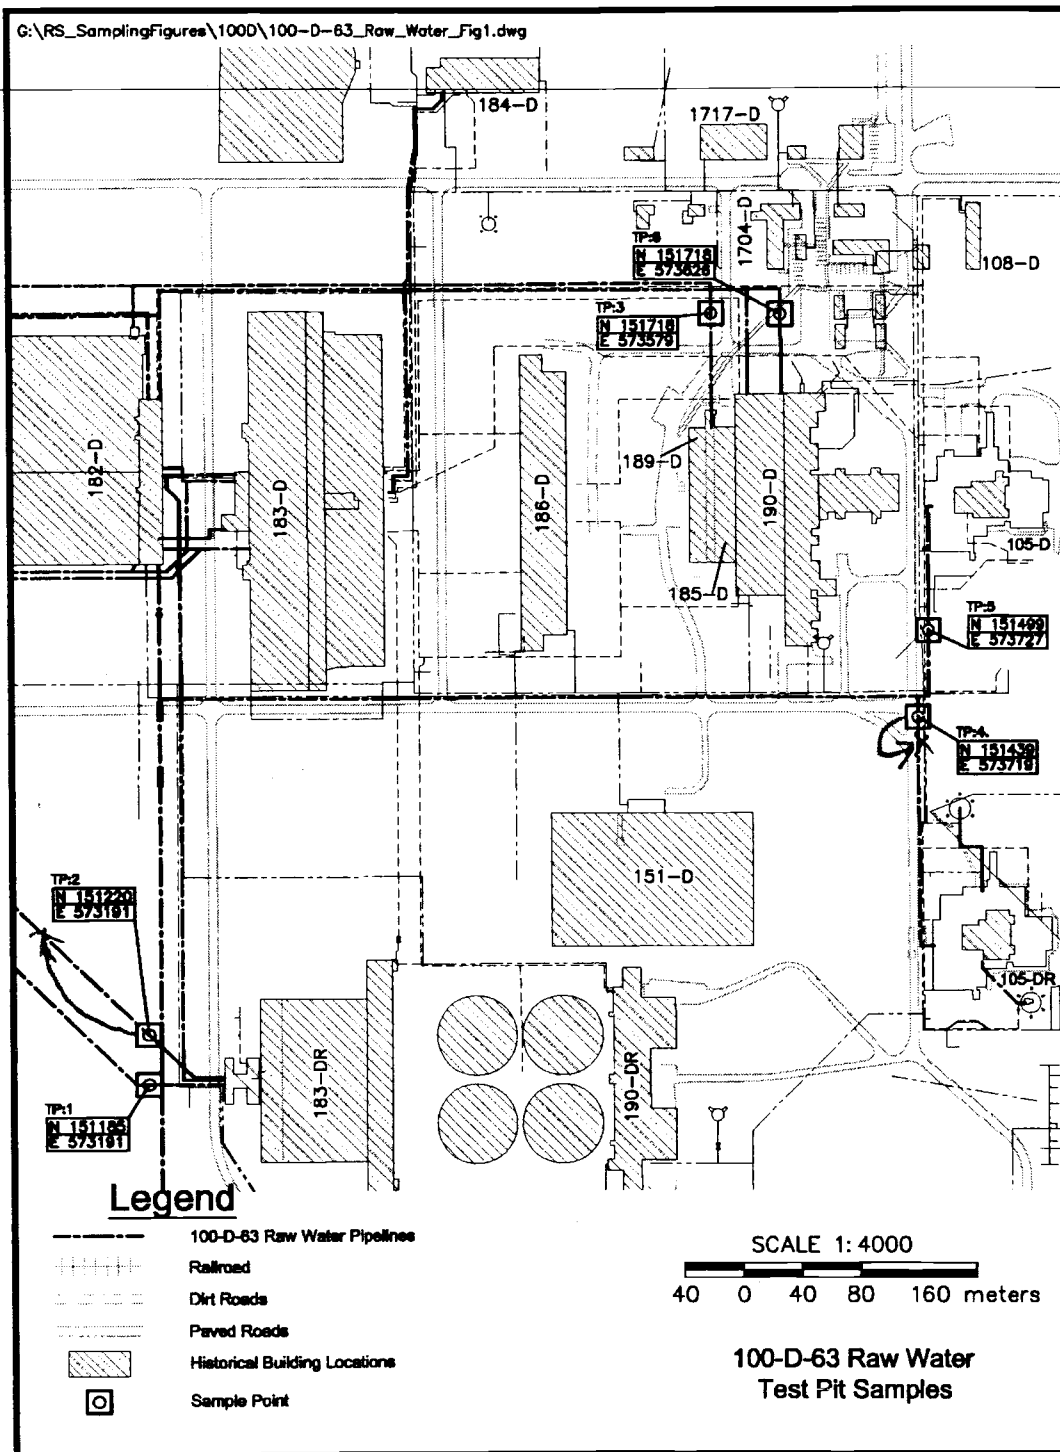 G:\RS_SamplingFigures\100D\100-D-63_Raw_Water_Fig1.dwg
184-D
1717-D
1704-D
108-D
TP:6
N 151718
E 573626
TP:3
N 151718
E 573579
182-D
183-D
186-D
189-D
190-D
185-D
105-D
TP:5
N 151499
E 573727
TP:4
N 151439
E 573719
151-D
TP:2
N 151220
E 573191
105-DR
183-DR
190-DR
TP:1
N 151185
E 573191
Legend
100-D-63 Raw Water Pipelines
Railroad
Dirt Roads
Paved Roads
Historical Building Locations
Sample Point
SCALE 1:4000
40 0 40 80 160 meters
100-D-63 Raw Water
Test Pit Samples